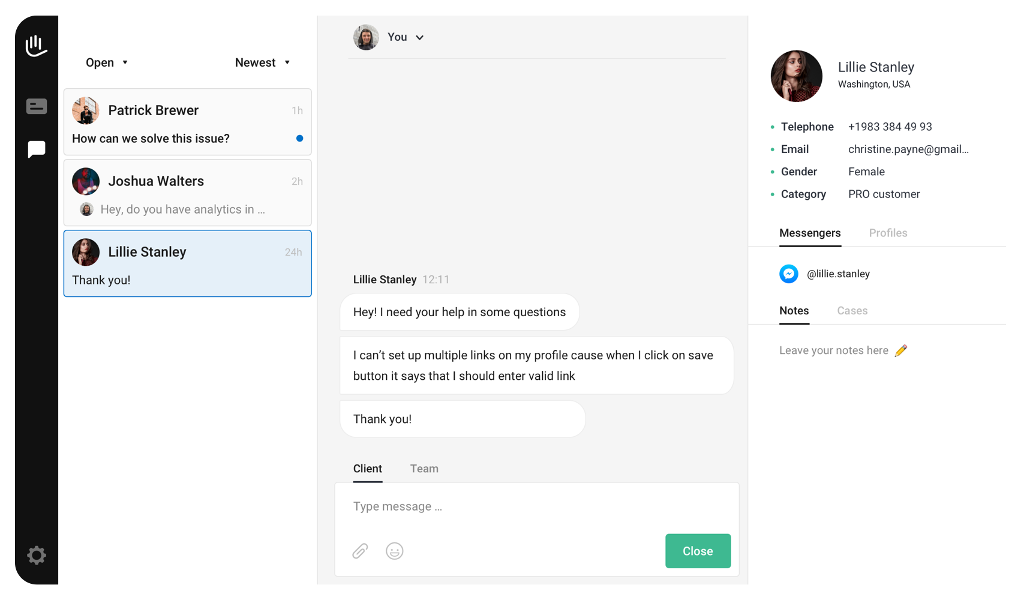 Open
Newest
Patrick Brewer
1h
How can we solve this issue?
Joshua Walters
2h
Hey, do you have analytics in ...
Lillie Stanley
24h
Thank you!
You
Lillie Stanley 12:11
Hey! I need your help in some questions
I can’t set up multiple links on my profile cause when I click on save
button it says that I should enter valid link
Thank you!
Client
Team
Type message ...
Close
Lillie Stanley
Washington, USA
Telephone +1983 384 49 93
Email christine.payne@gmail...
Gender Female
Category PRO customer
Messengers
Profiles
@lillie.stanley
Notes
Cases
Leave your notes here